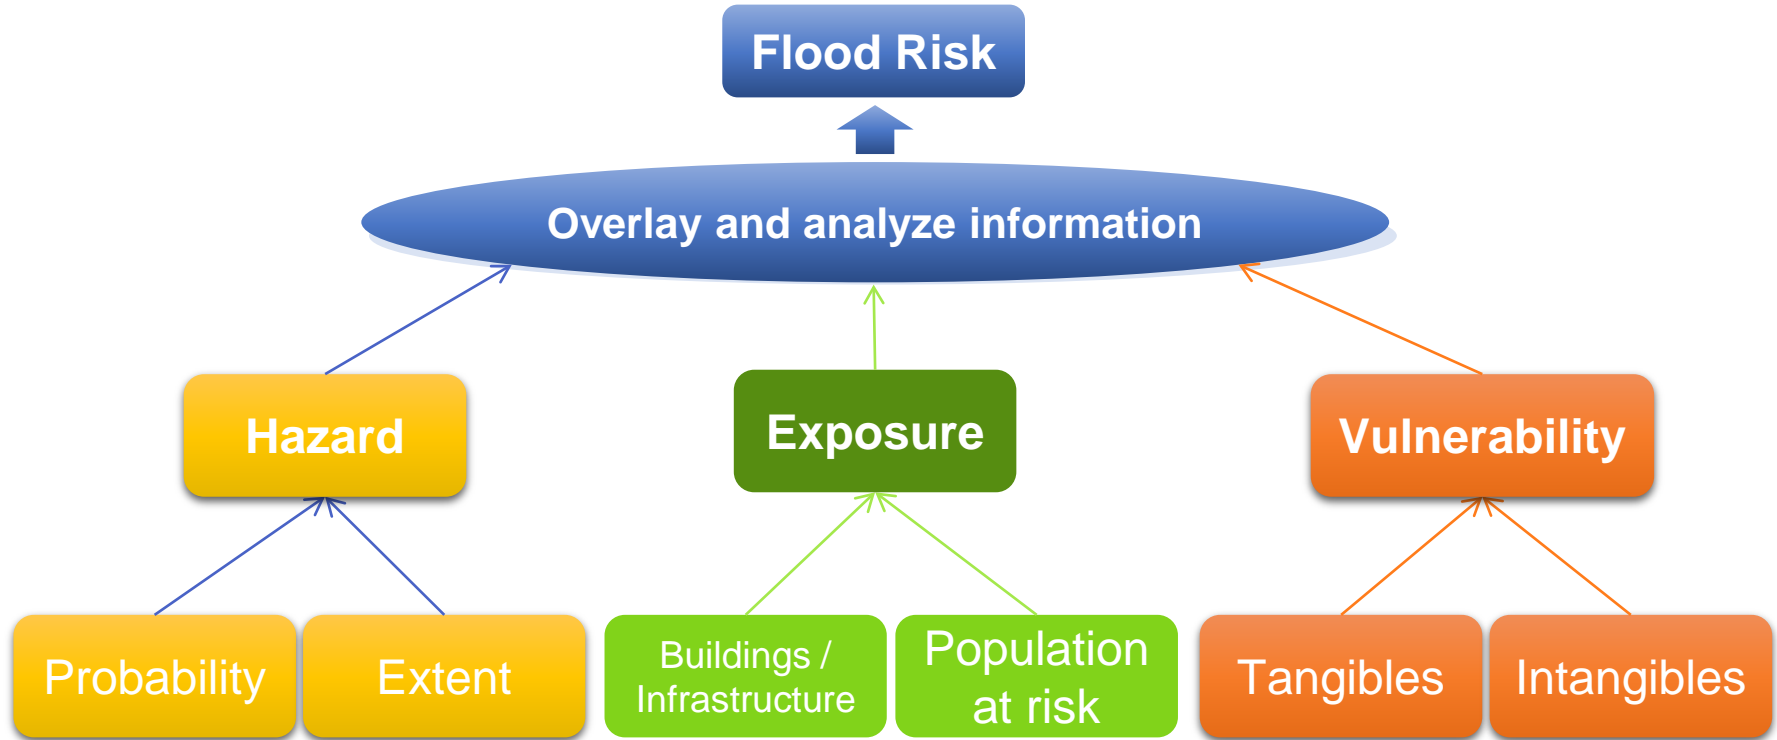 Flood Risk
Overlay and analyze information
Hazard
Exposure
Vulnerability
Probability
Extent
Buildings /
Infrastructure
Population
at risk
Tangibles
Intangibles